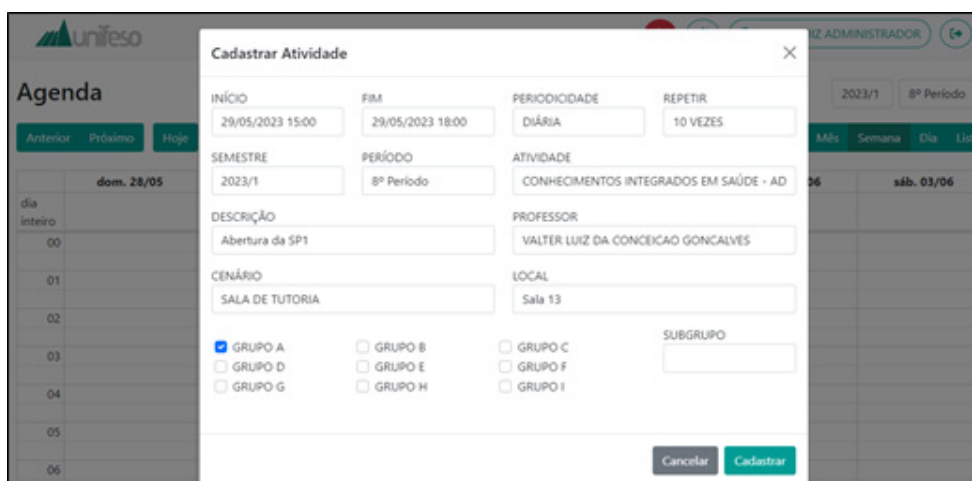 unifeso
IZ ADMINISTRADOR
Agenda
2023/1 8º Período
Anterior Próximo Hoje
Mês Semana Dia Lis
dom. 28/05
06
sáb. 03/06
dia
inteiro
00
01
02
03
04
05
06
Cadastrar Atividade
INÍCIO FIM PERIODICIDADE REPETIR
29/05/2023 15:00 29/05/2023 18:00 DIÁRIA 10 VEZES
SEMESTRE PERÍODO ATIVIDADE
2023/1 8º Período CONHECIMENTOS INTEGRADOS EM SAÚDE - AD
DESCRIÇÃO PROFESSOR
Abertura da SP1 VALTER LUIZ DA CONCEICAO GONCALVES
CENÁRIO LOCAL
SALA DE TUTORIA Sala 13
SUBGRUPO
GRUPO A GRUPO B GRUPO C
GRUPO D GRUPO E GRUPO F
GRUPO G GRUPO H GRUPO I
Cancelar Cadastrar